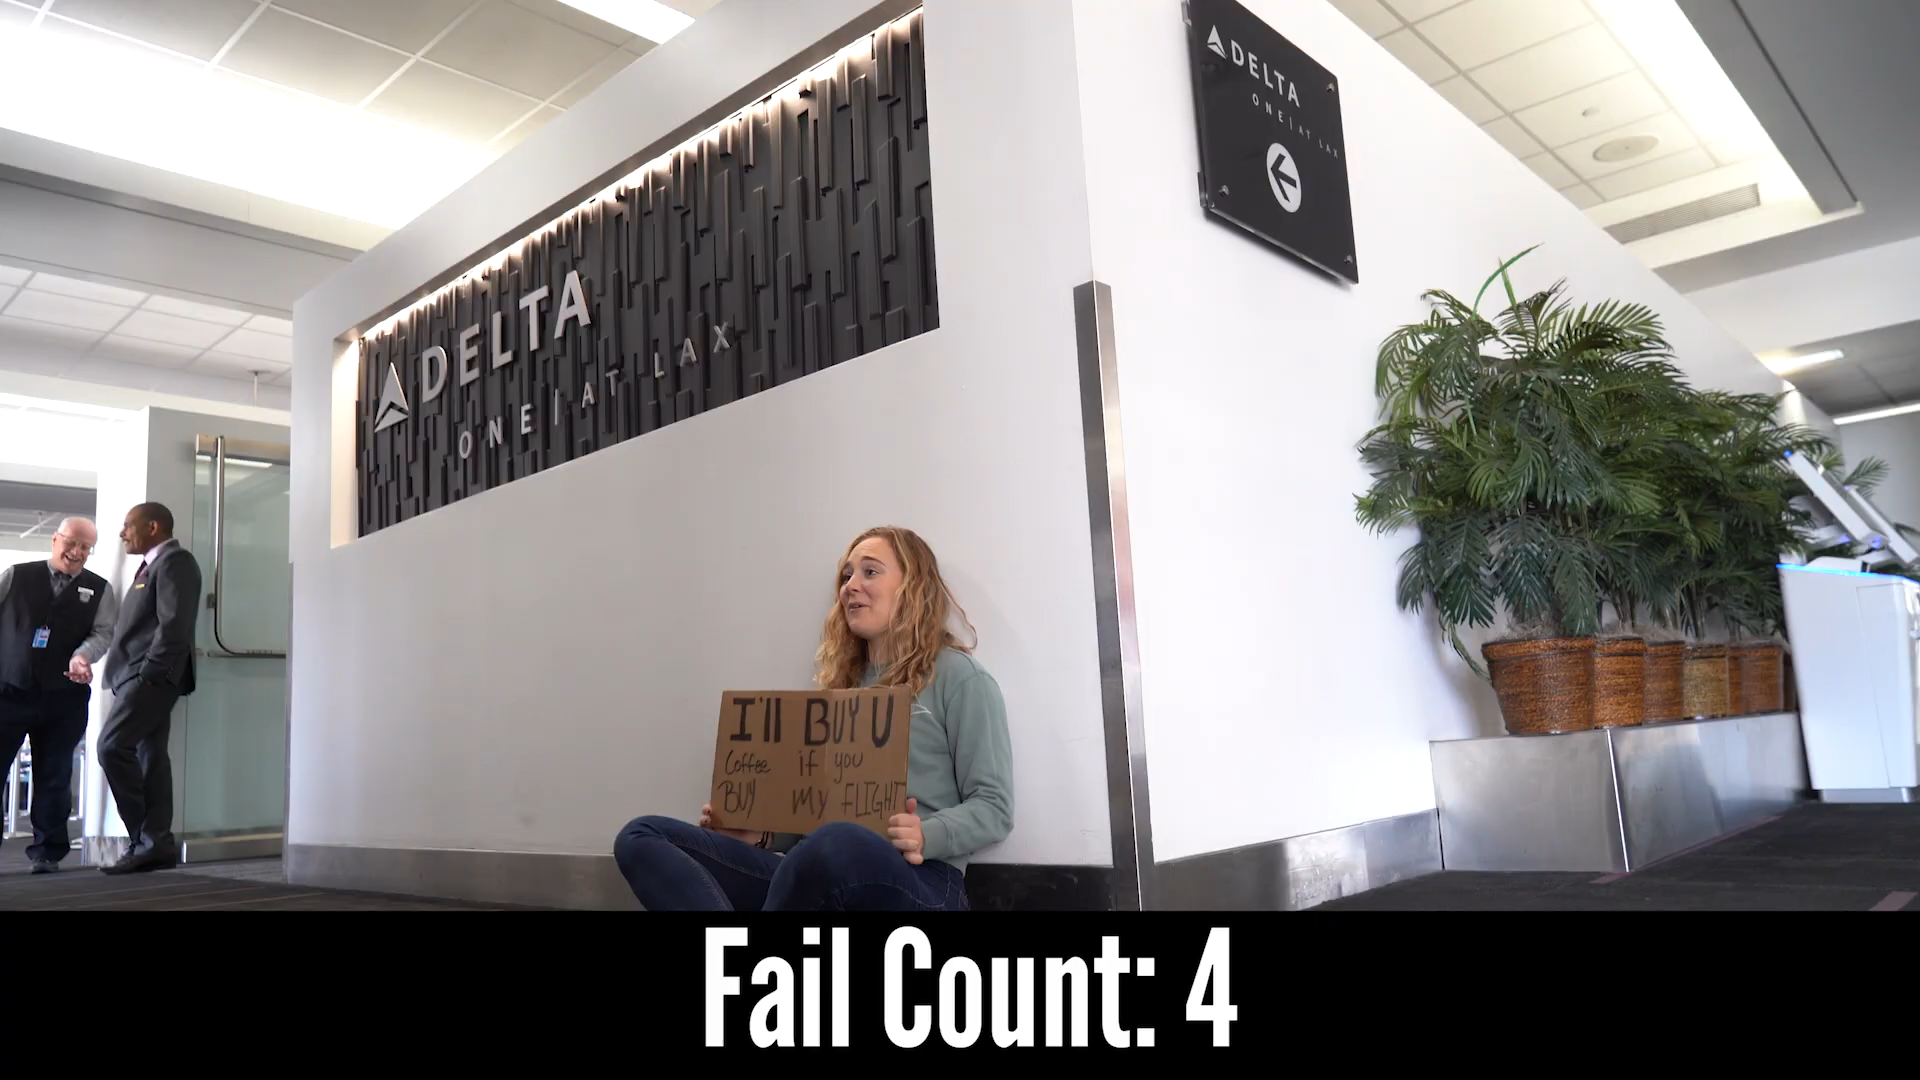 DELTA
ONE | AT LAX
DELTA
ONE | AT LAX
I'll BUY U
Coffee if you
BUY my FLIGHT
Fail Count: 4